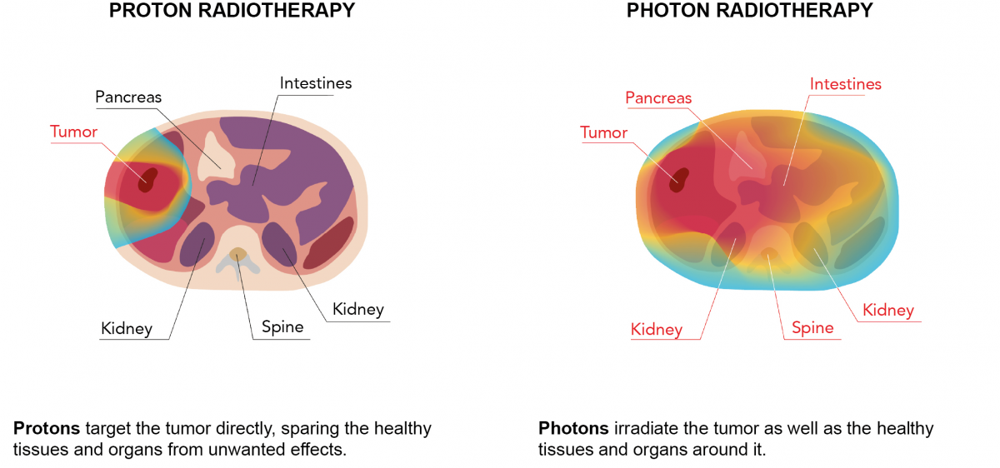 PROTON RADIOTHERAPY
Intestines
Pancreas
Tumor
Kidney
Spine
Kidney
Protons target the tumor directly, sparing the healthy
tissues and organs from unwanted effects.
PHOTON RADIOTHERAPY
Intestines
Pancreas
Tumor
Kidney
Spine
Kidney
Photons irradiate the tumor as well as the healthy
tissues and organs around it.